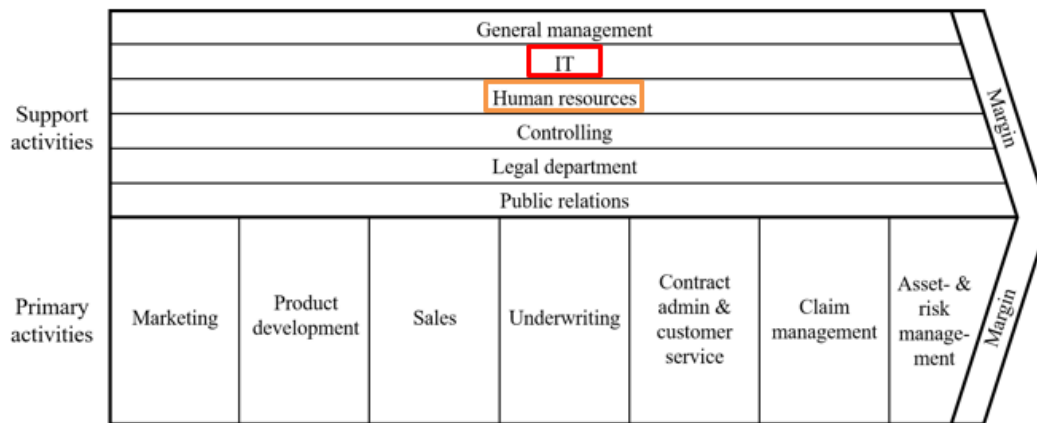 General management
IT
Human resources
Controlling
Legal department
Public relations
Support
activities
Margin
Primary
activities
Marketing
Product
development
Sales
Underwriting
Contract
admin &
customer
service
Claim
management
Asset- &
risk
manage-
ment
Margin